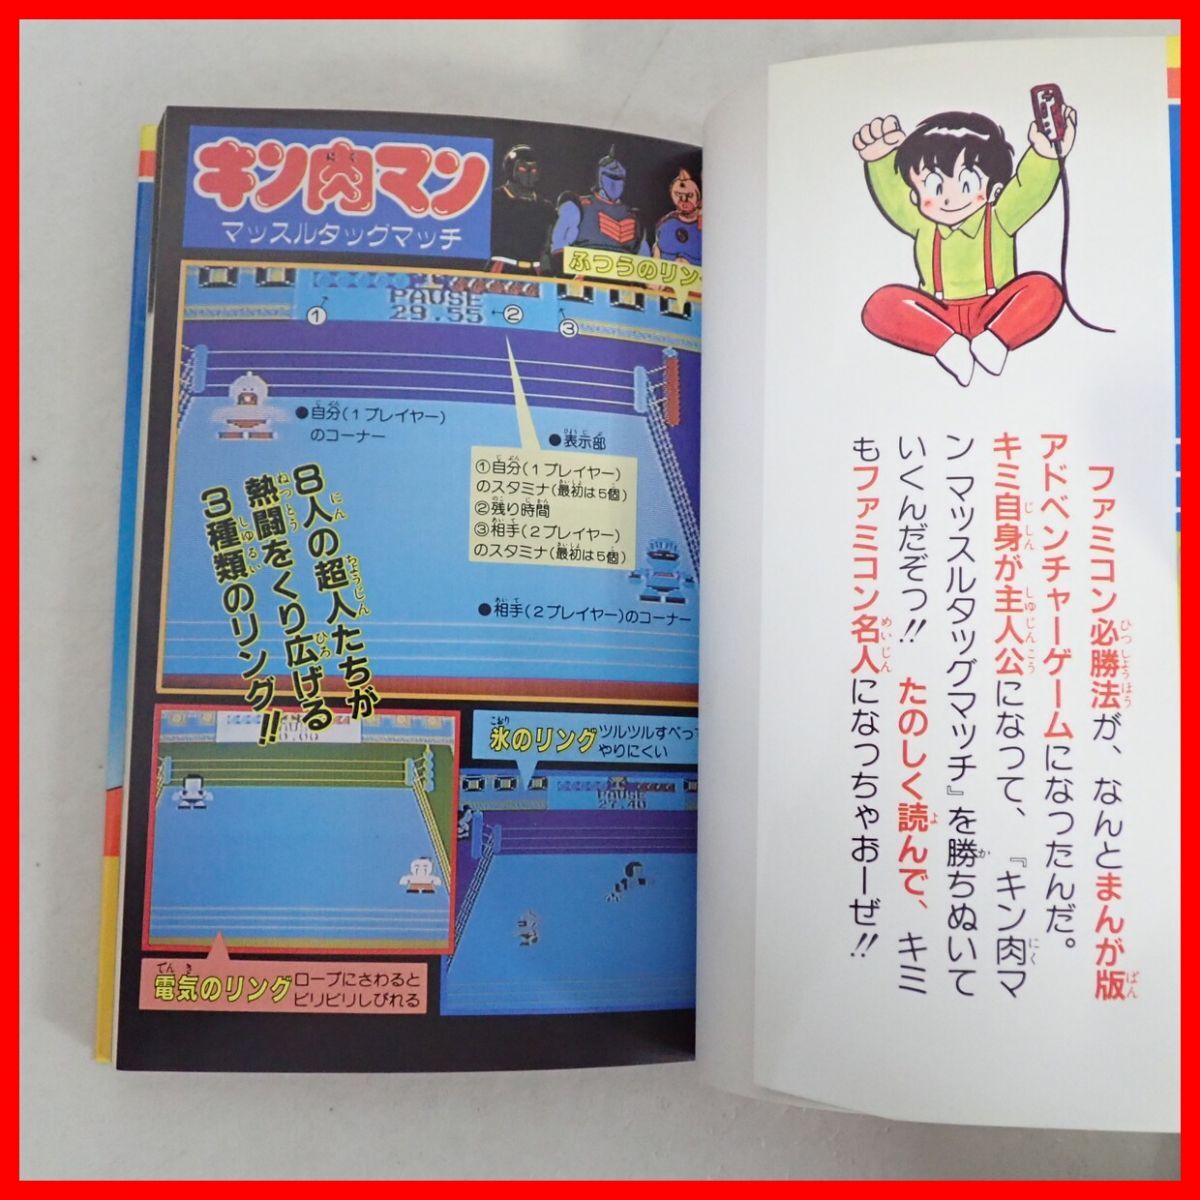 キン肉マン
マッスルタッグマッチ
ふつうのリン
PAUSE
29.55
①
②
③
●自分(1プレイヤー)
のコーナー
●表示部
①自分(1プレイヤー)
のスタミナ(最初は5個)
②残り時間
③相手(2プレイヤー)
のスタミナ(最初は5個)
●相手(2プレイヤー)のコーナー
8人の超人たちが
熱闘をくり広げる
3種類のリング!!
氷のリング
ツルツルすべって
やりにくい
PAUSE
27.40
電気のリング
ロープにさわると
ビリビリしびれる
ファミコン必勝法が、なんとまんが版
アドベンチャーゲームになったんだ。
キミ自身が主人公になって、『キン肉マ
ン マッスルタッグマッチ』を勝ちぬいて
いくんだぞっ!! たのしく読んで、キミ
もファミコン名人になっちゃおーぜ!!